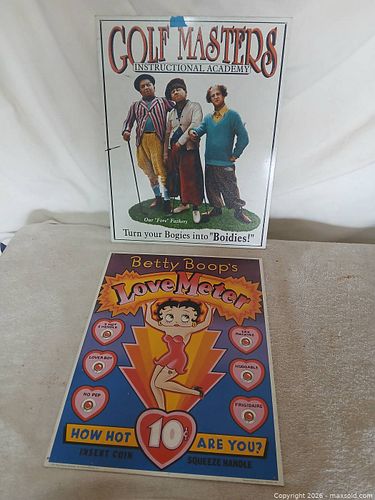 GOLF MASTERS
INSTRUCTIONAL ACADEMY
Our "Fore" Fathers
Turn your Bogies into "Boidies!"
Betty Boop's
Love Meter
LOVER BOY
HUGGABLE
NO PEP
FRIGIDAIRE
HOW HOT 10¢ ARE YOU?
INSERT COIN
SQUEEZE HANDLE
Copyright 2026 - maxsold.com